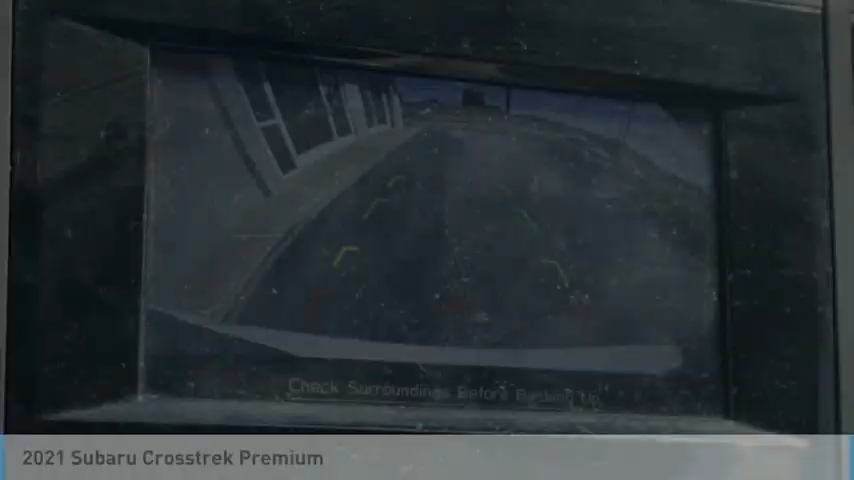 Check Surroundings Before Backing Up
2021 Subaru Crosstrek Premium